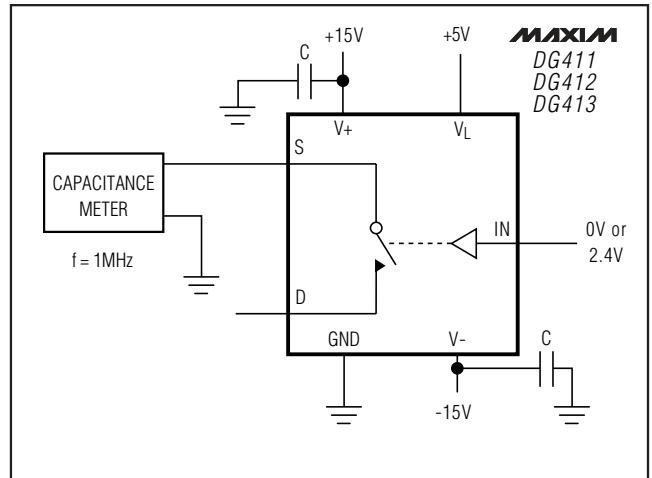 +15V
+5V
MAXIM
DG411
DG412
DG413
C
V+
VL
S
CAPACITANCE
METER
f = 1MHz
IN
0V or
2.4V
D
GND
V-
C
-15V